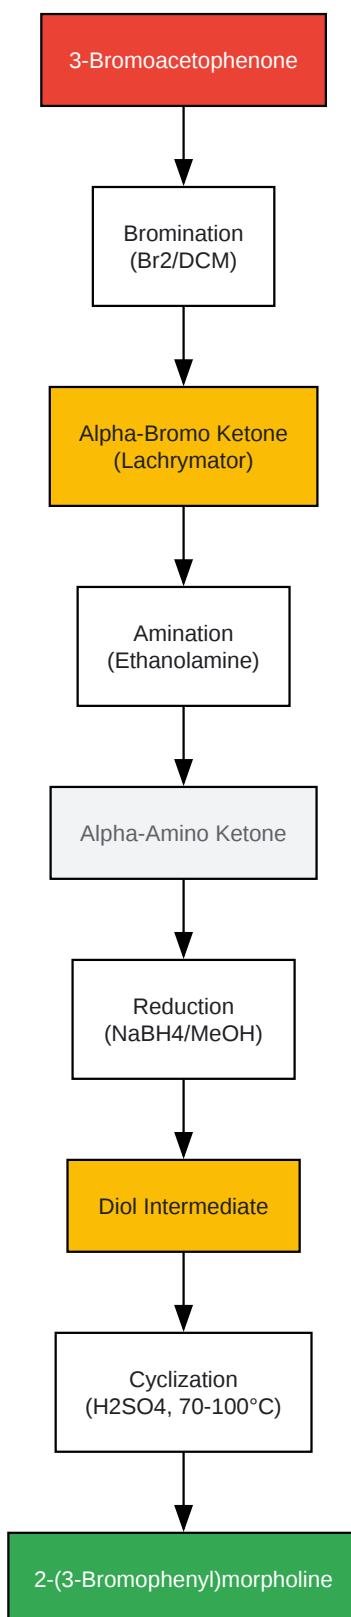 3-Bromoacetophenone
Bromination
(Br2/DCM)
Alpha-Bromo Ketone
(Lachrymator)
Amination
(Ethanolamine)
Alpha-Amino Ketone
Reduction
(NaBH4/MeOH)
Diol Intermediate
Cyclization
(H2SO4, 70-100°C)
2-(3-Bromophenyl)morpholine